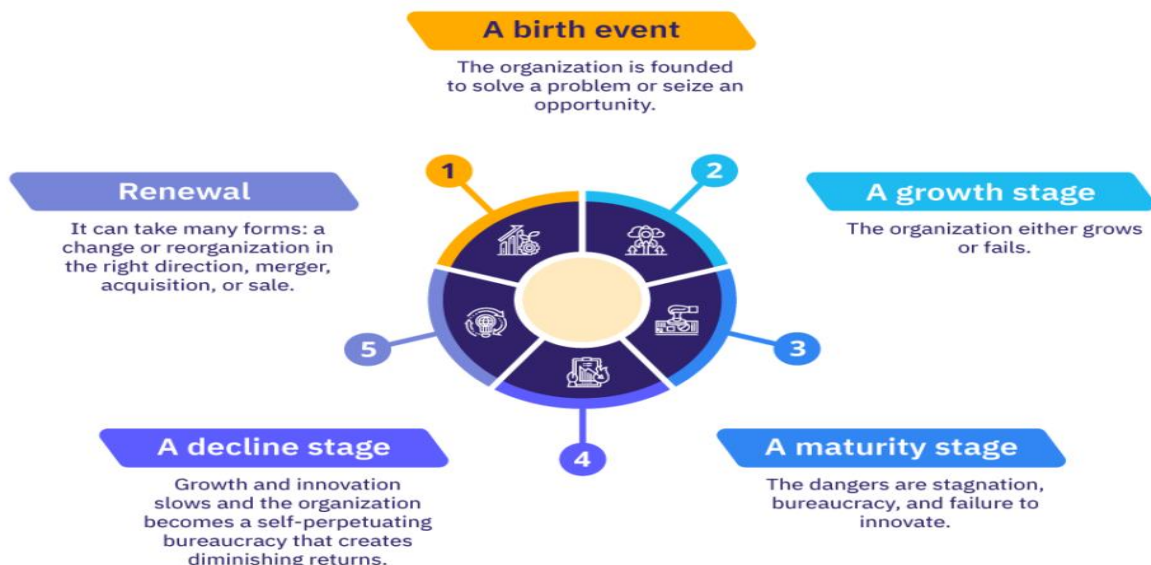 A birth event
The organization is founded
to solve a problem or seize an
opportunity.
1
2
A growth stage
The organization either grows
or fails.
3
A maturity stage
The dangers are stagnation,
bureaucracy, and failure to
innovate.
4
A decline stage
Growth and innovation
slows and the organization
becomes a self-perpetuating
bureaucracy that creates
diminishing returns.
5
Renewal
It can take many forms: a
change or reorganization in
the right direction, merger,
acquisition, or sale.